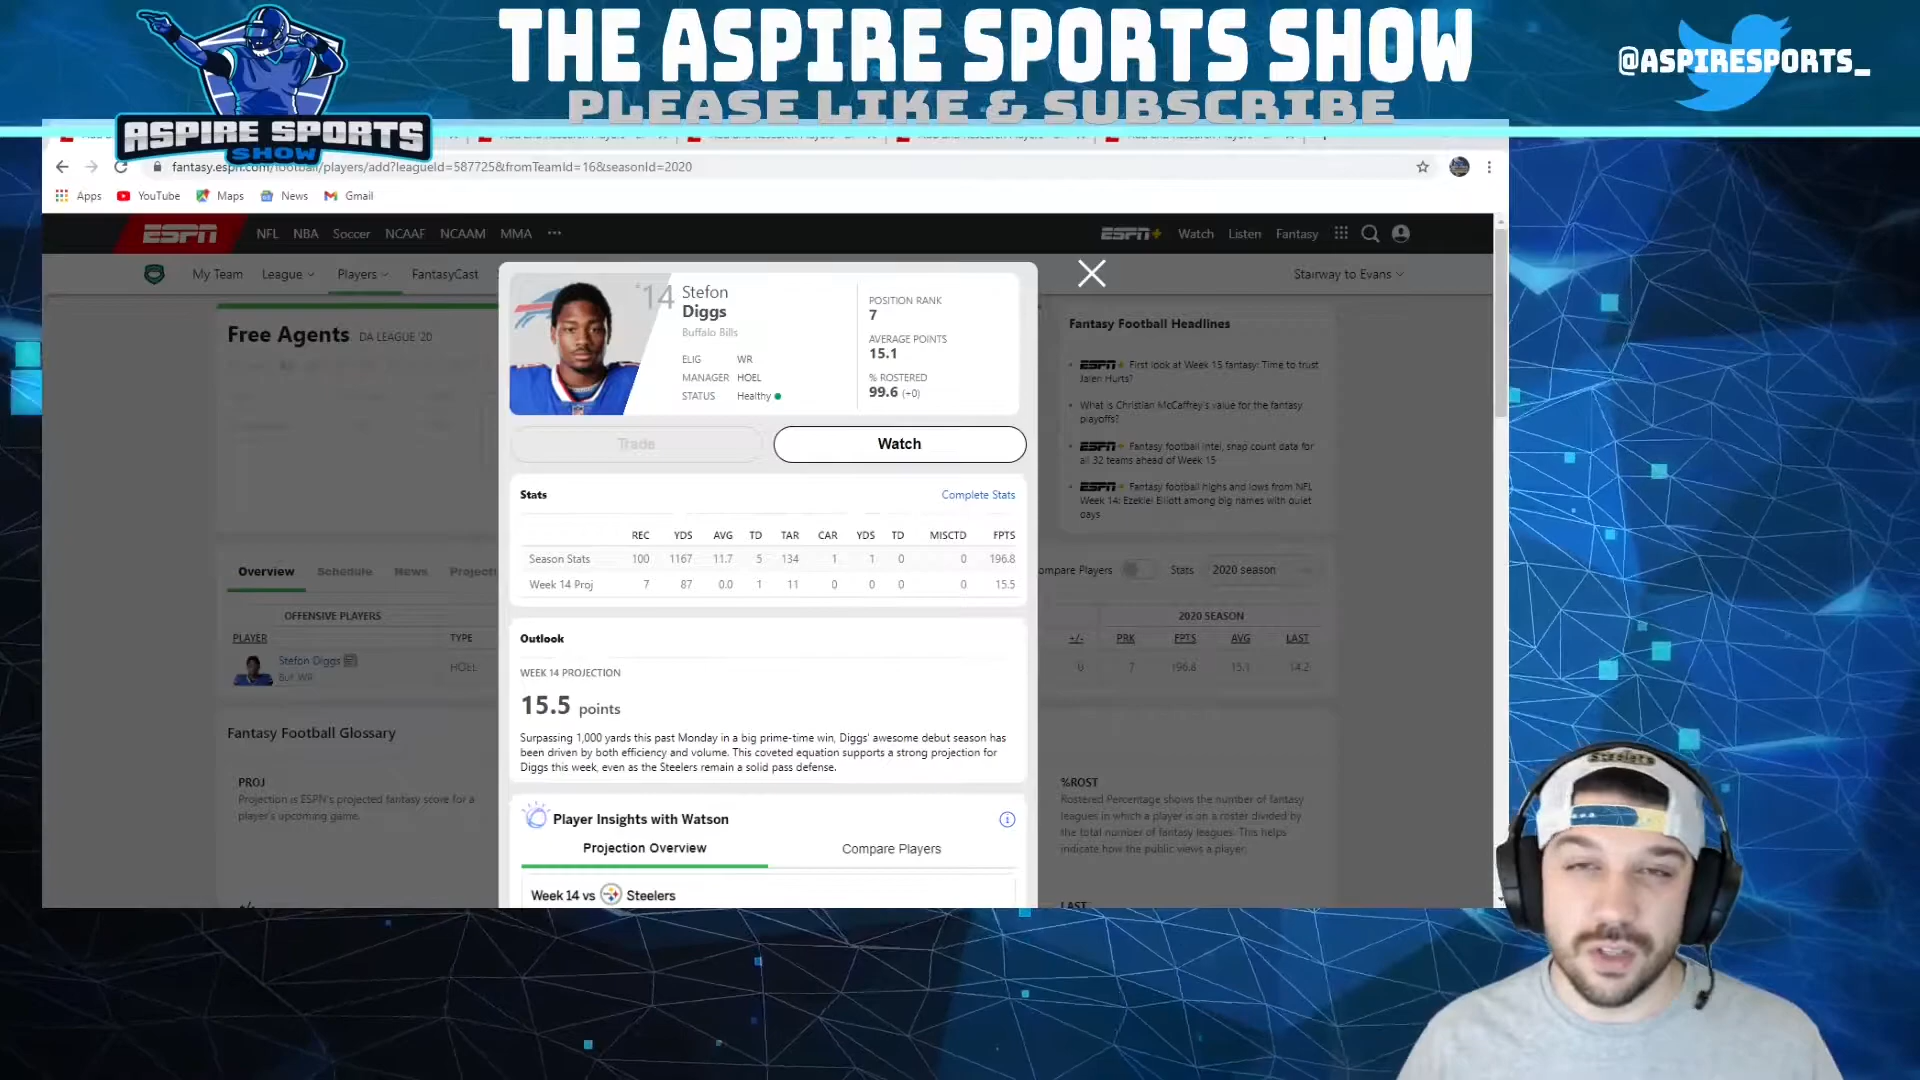 THE ASPIRE SPORTS SHOW
PLEASE LIKE & SUBSCRIBE
@ASPIRESPORTS_
ASPIRE SPORTS
SHOW
fantasy.espn.com/football/players/add?leagueId=587725&fromTeamId=16&seasonId=2020
Apps YouTube Maps News Gmail
ESPN NFL NBA Soccer NCAAF NCAAM MMA ••• ESPN+ Watch Listen Fantasy
My Team League Players FantasyCast Stairway to Evans
Free Agents DA LEAGUE '20
#14 Stefon
Diggs
Buffalo Bills
ELIG WR
MANAGER HOEL
STATUS Healthy
POSITION RANK
7
AVERAGE POINTS
15.1
% ROSTERED
99.6 (+0)
Trade Watch
Stats Complete Stats
REC YDS AVG TD TAR CAR YDS TD MISCTD FPTS
Season Stats 100 1167 11.7 5 134 1 1 0 0 196.8
Week 14 Proj 7 87 0.0 1 11 0 0 0 0 15.5
Outlook
WEEK 14 PROJECTION
15.5 points
Surpassing 1,000 yards this past Monday in a big prime-time win, Diggs' awesome debut season has
been driven by both efficiency and volume. This coveted equation supports a strong projection for
Diggs this week, even as the Steelers remain a solid pass defense.
Player Insights with Watson
Projection Overview Compare Players
Week 14 vs Steelers
Fantasy Football Headlines
ESPN+ First look at Week 15 fantasy: Time to trust
Jalen Hurts?
What is Christian McCaffrey's value for the fantasy
playoffs?
ESPN+ Fantasy football intel, snap count data for
all 32 teams ahead of Week 15
ESPN+ Fantasy football highs and lows from NFL
Week 14: Ezekiel Elliott among big names with quiet
days
Overview Schedule News Projecti
ompare Players Stats 2020 season
OFFENSIVE PLAYERS
PLAYER TYPE
Stefon Diggs
Buf WR
HOEL
2020 SEASON
+/- PRK FPTS AVG LAST
0 7 196.8 15.1 14.2
Fantasy Football Glossary
PROJ
Projection is ESPN's projected fantasy score for a
player's upcoming game.
%ROST
Rostered Percentage shows the number of fantasy
leagues in which a player is on a roster divided by
the total number of fantasy leagues. This helps
indicate how the public views a player.
+/-
LAST
Steelers